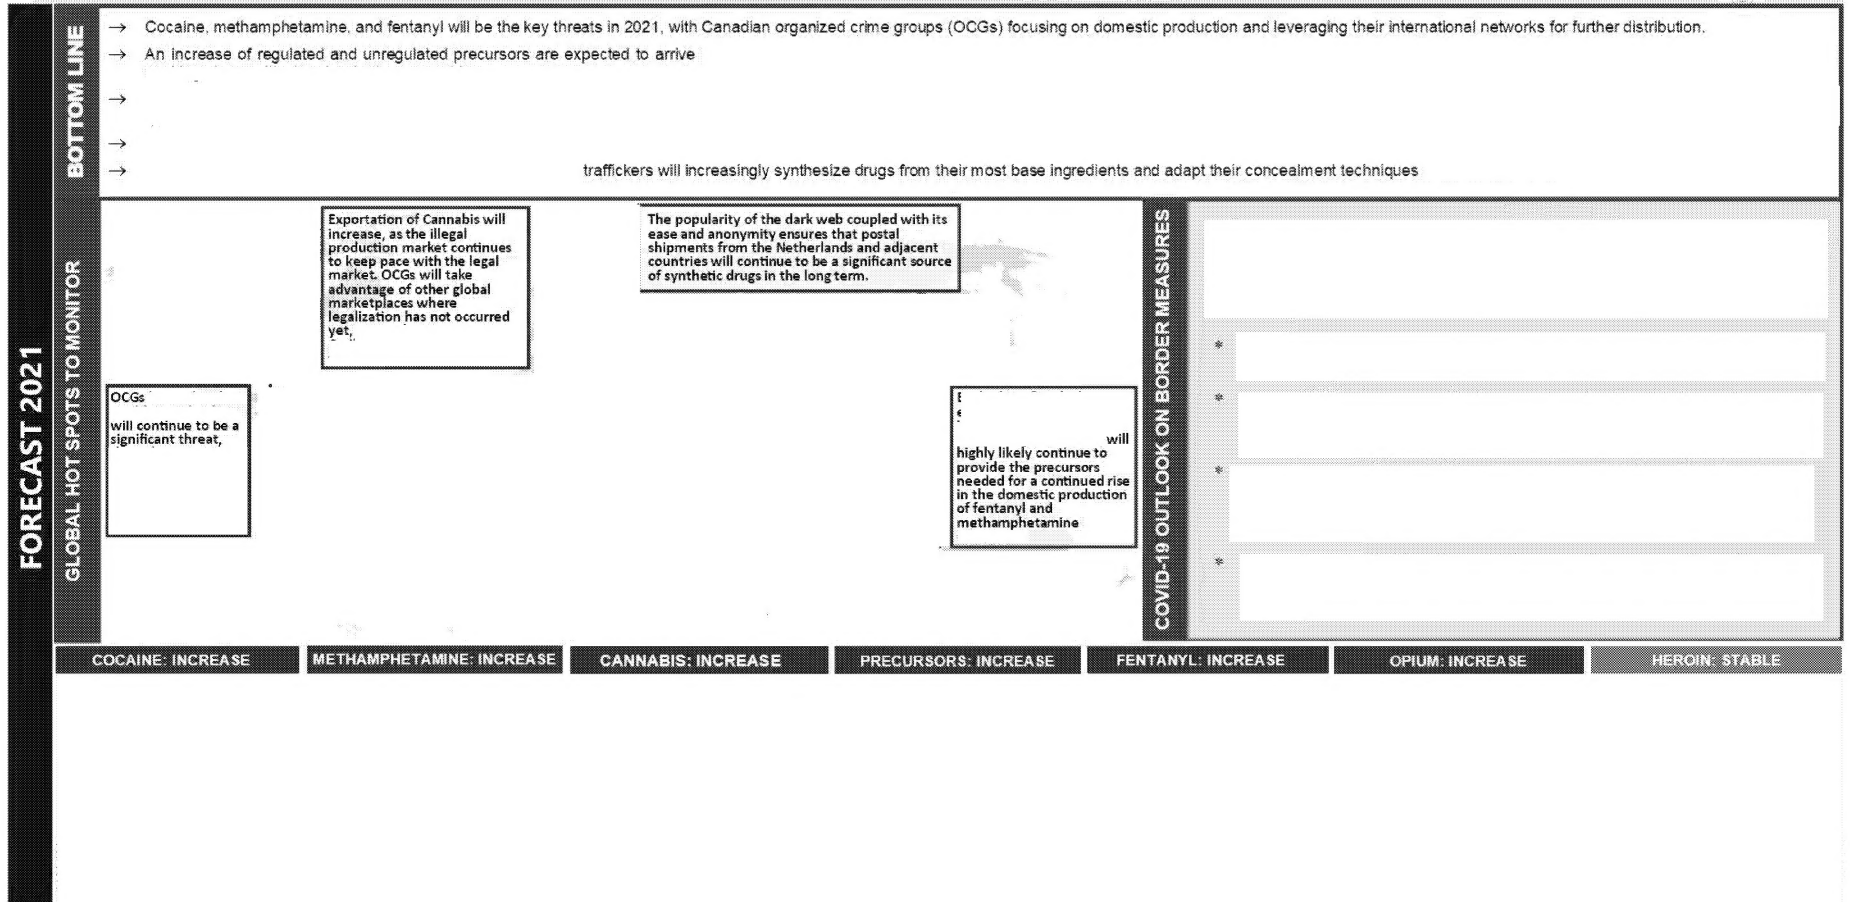 FORECAST 2021
BOTTOM LINE
→ Cocaine, methamphetamine, and fentanyl will be the key threats in 2021, with Canadian organized crime groups (OCGs) focusing on domestic production and leveraging their international networks for further distribution.
→ An increase of regulated and unregulated precursors are expected to arrive
→
→
→ traffickers will increasingly synthesize drugs from their most base ingredients and adapt their concealment techniques
GLOBAL HOT SPOTS TO MONITOR
Exportation of Cannabis will
increase, as the illegal
production market continues
to keep pace with the legal
market. OCGs will take
advantage of other global
marketplaces where
legalization has not occurred
yet,
The popularity of the dark web coupled with its
ease and anonymity ensures that postal
shipments from the Netherlands and adjacent
countries will continue to be a significant source
of synthetic drugs in the long term.
OCGs
will continue to be a
significant threat,
will
highly likely continue to
provide the precursors
needed for a continued rise
in the domestic production
of fentanyl and
methamphetamine
COVID-19 OUTLOOK ON BORDER MEASURES
*
*
*
*
COCAINE: INCREASE
METHAMPHETAMINE: INCREASE
CANNABIS: INCREASE
PRECURSORS: INCREASE
FENTANYL: INCREASE
OPIUM: INCREASE
HEROIN: STABLE